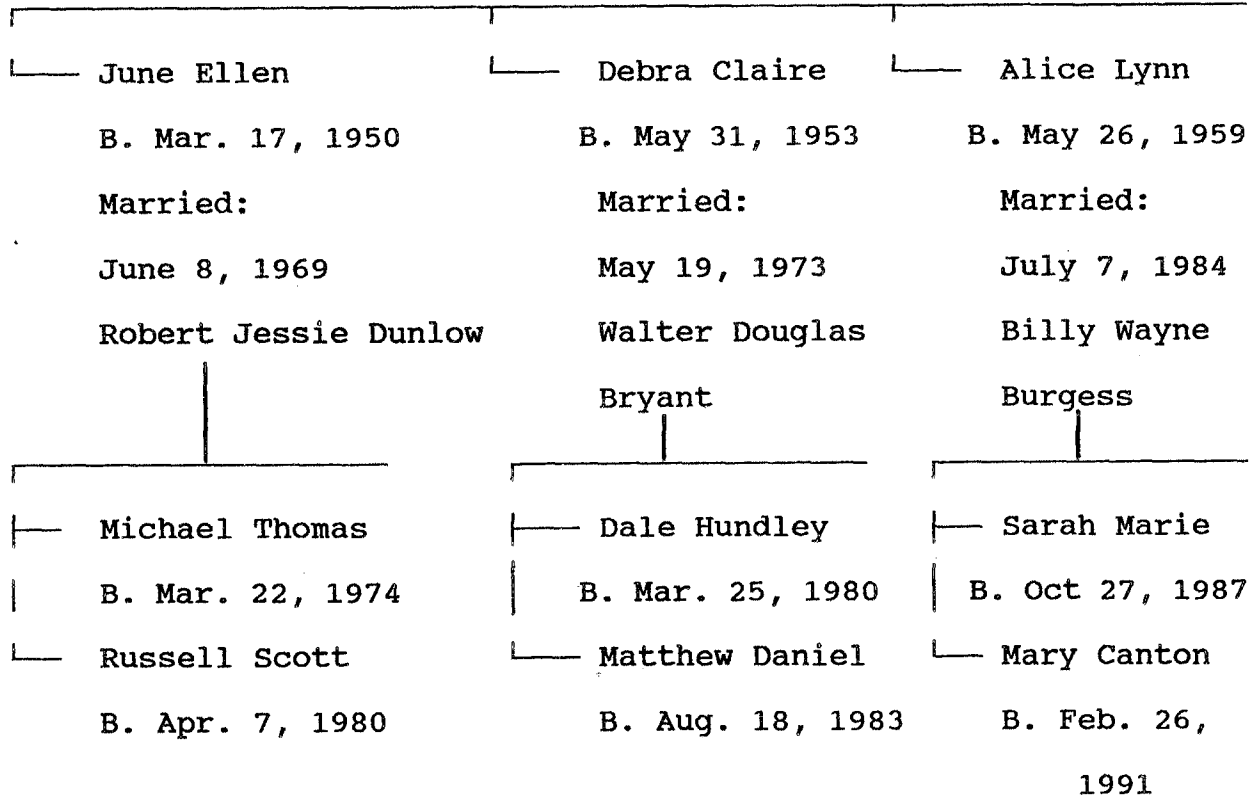 June Ellen
B. Mar. 17, 1950
Married:
June 8, 1969
Robert Jessie Dunlow
Michael Thomas
B. Mar. 22, 1974
Russell Scott
B. Apr. 7, 1980
Debra Claire
B. May 31, 1953
Married:
May 19, 1973
Walter Douglas
Bryant
Dale Hundley
B. Mar. 25, 1980
Matthew Daniel
B. Aug. 18, 1983
Alice Lynn
B. May 26, 1959
Married:
July 7, 1984
Billy Wayne
Burgess
Sarah Marie
B. Oct 27, 1987
Mary Canton
B. Feb. 26,
1991